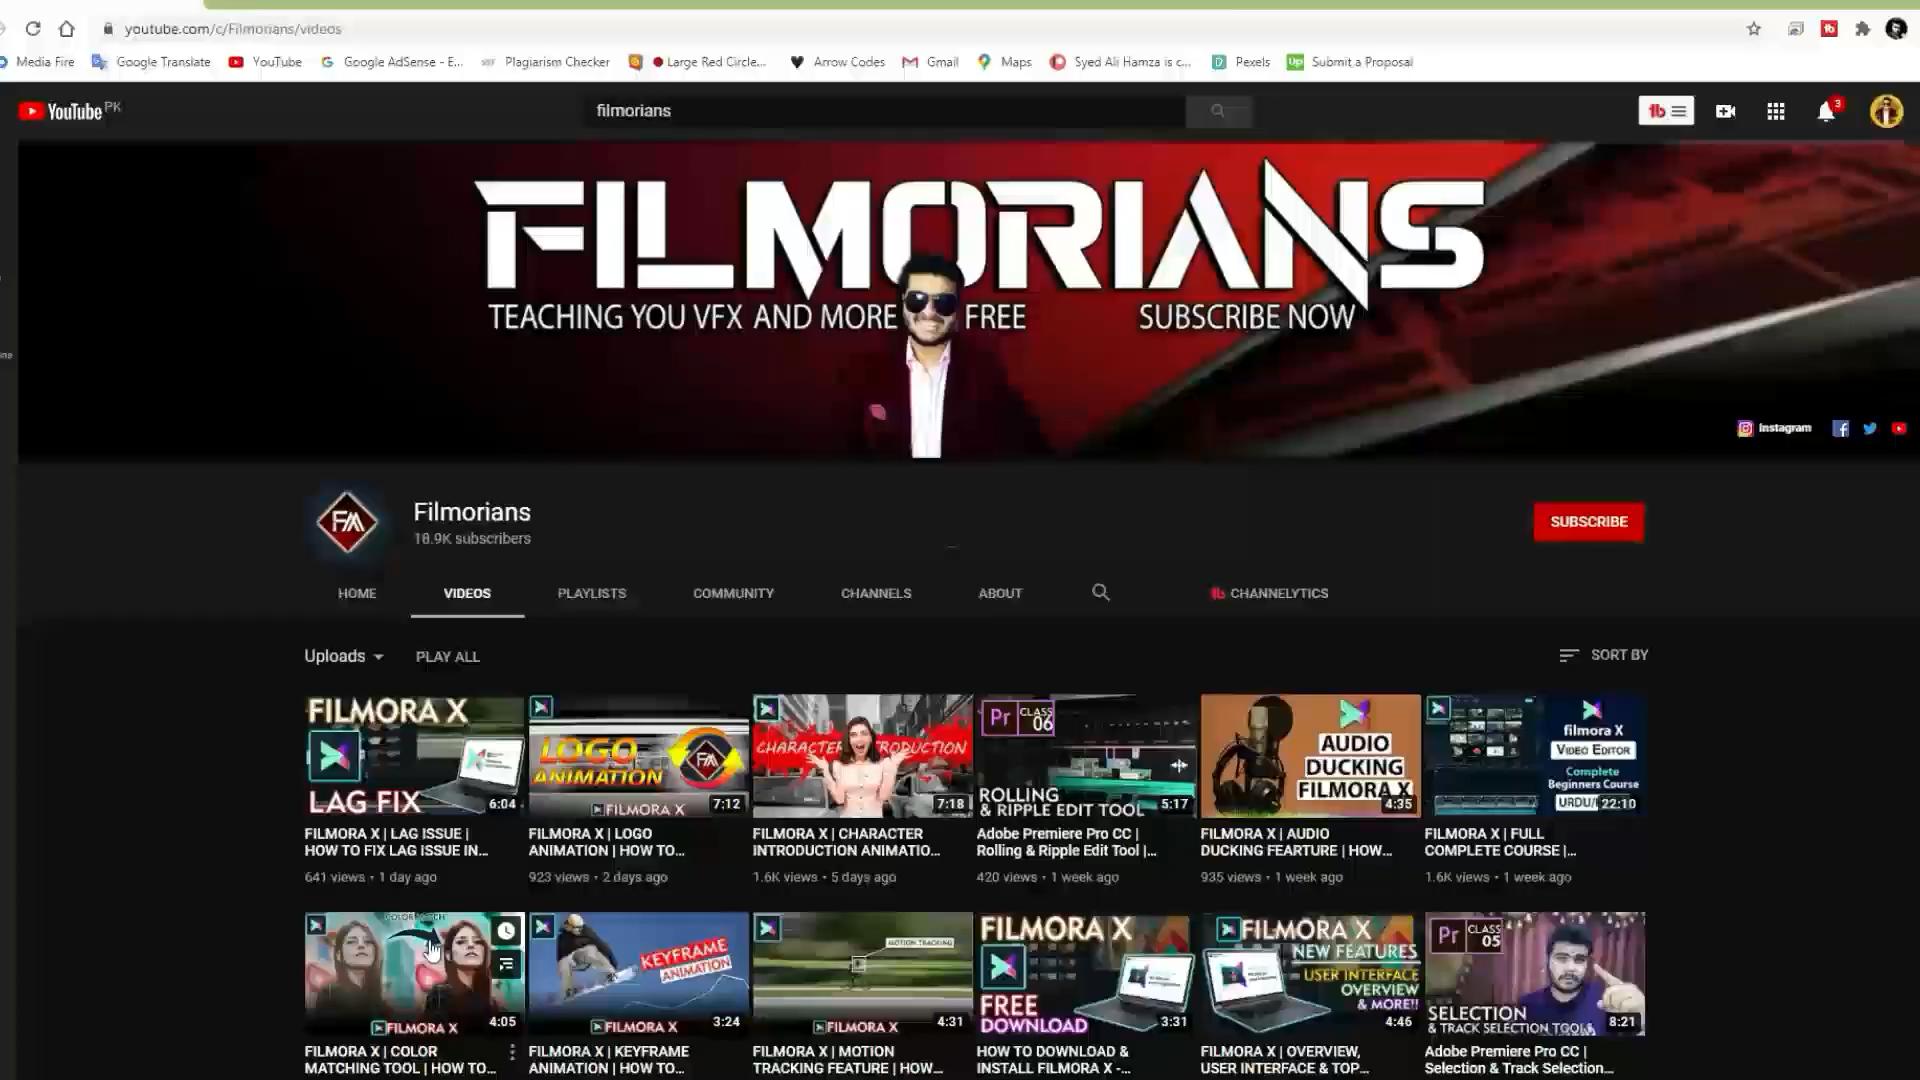 youtube.com/c/Filmorians/videos
Media Fire
Google Translate
YouTube
Google AdSense - E...
Plagiarism Checker
Large Red Circle...
Arrow Codes
Gmail
Maps
Syed Ali Hamza is c...
Pexels
Submit a Proposal
YouTube PK
filmorians
3
FILMORIANS
TEACHING YOU VFX AND MORE FREE SUBSCRIBE NOW
Instagram
Filmorians
18.9K subscribers
SUBSCRIBE
HOME
VIDEOS
PLAYLISTS
COMMUNITY
CHANNELS
ABOUT
CHANNELYTICS
Uploads
PLAY ALL
SORT BY
FILMORA X
LAG FIX
6:04
LOGO
ANIMATION
FILMORA X
7:12
CHARACTER
7:18
Pr CLASS
06
ROLLING
& RIPPLE EDIT TOOL
5:17
AUDIO
DUCKING
FILMORA X
4:35
filmora X
VIDEO EDITOR
Complete
Beginners Course
URDU/
22:10
FILMORA X | LAG ISSUE |
HOW TO FIX LAG ISSUE IN...
641 views • 1 day ago
FILMORA X | LOGO
ANIMATION | HOW TO...
923 views • 2 days ago
FILMORA X | CHARACTER
INTRODUCTION ANIMATIO...
1.6K views • 5 days ago
Adobe Premiere Pro CC |
Rolling & Ripple Edit Tool |...
420 views • 1 week ago
FILMORA X | AUDIO
DUCKING FEARTURE | HOW...
935 views • 1 week ago
FILMORA X | FULL
COMPLETE COURSE |...
1.6K views • 1 week ago
FILMORA X
4:05
KEYFRAME
ANIMATION
FILMORA X
3:24
MOTION TRACKING
FILMORA X
4:31
FILMORA X
FREE
DOWNLOAD
3:31
FILMORA X
NEW FEATURES
USER INTERFACE
OVERVIEW
& MORE!!
4:46
Pr CLASS
05
SELECTION
& TRACK SELECTION TOOLS
8:21
FILMORA X | COLOR
MATCHING TOOL | HOW TO...
FILMORA X | KEYFRAME
ANIMATION | HOW TO...
FILMORA X | MOTION
TRACKING FEATURE | HOW...
HOW TO DOWNLOAD &
INSTALL FILMORA X -...
FILMORA X | OVERVIEW,
USER INTERFACE & TOP...
Adobe Premiere Pro CC |
Selection & Track Selection...